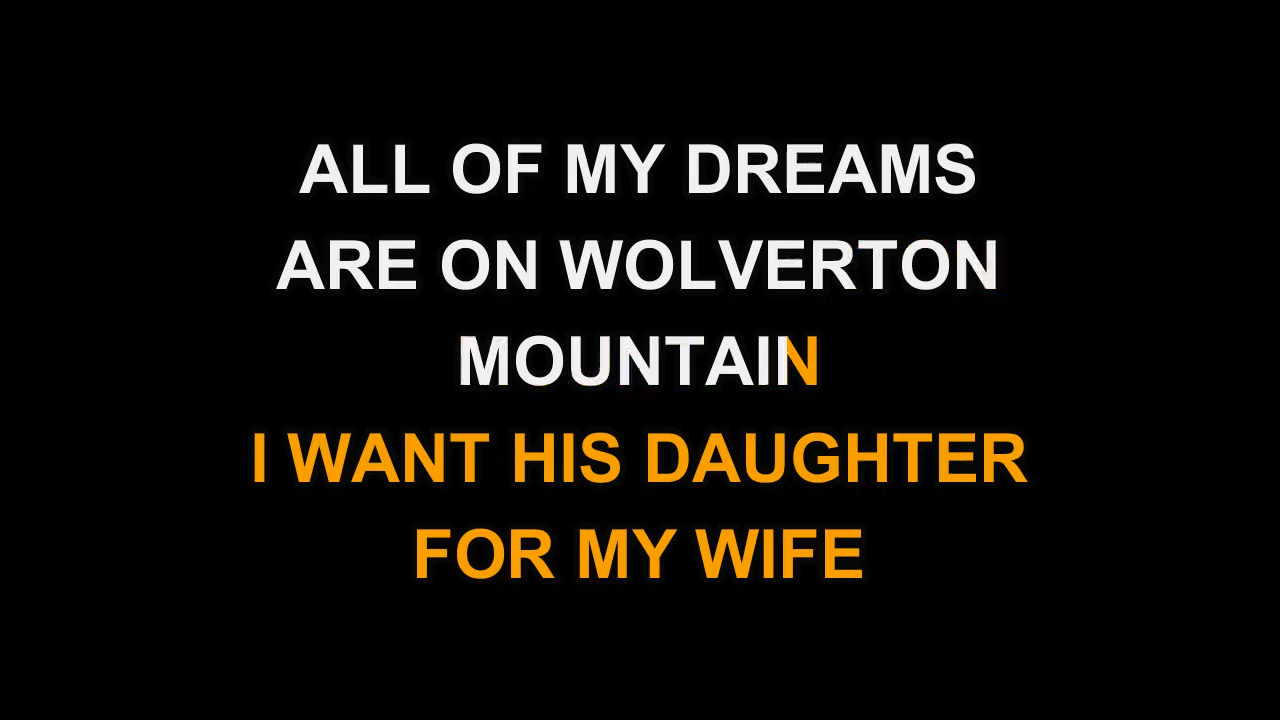 ALL OF MY DREAMS
ARE ON WOLVERTON
MOUNTAIN
I WANT HIS DAUGHTER
FOR MY WIFE